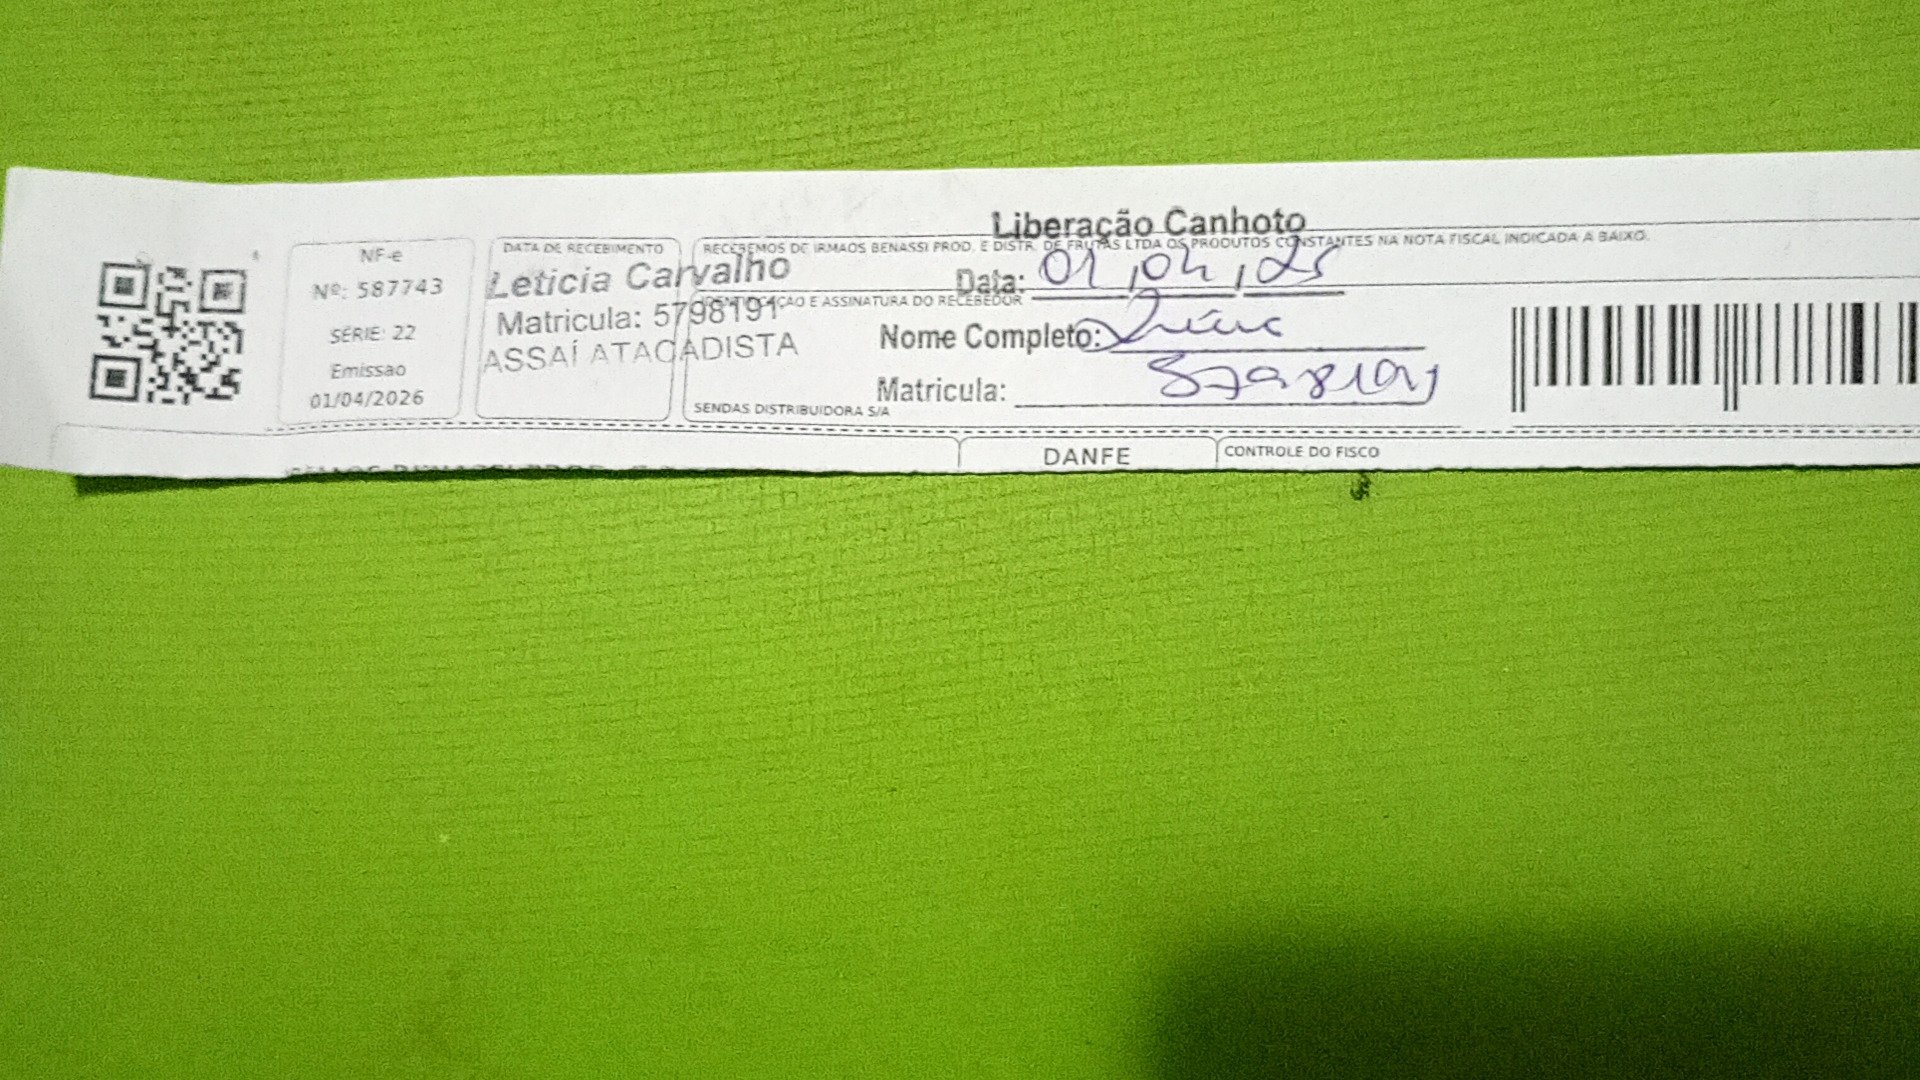 Liberação Canhoto
NF-e
Nº: 587743
SÉRIE: 22
Emissao
01/04/2026
DATA DE RECEBIMENTO
RECEBEMOS DE IRMAOS BENASSI PROD. E DISTR. DE FRUTAS LTDA OS PRODUTOS CONSTANTES NA NOTA FISCAL INDICADA A BAIXO.
Leticia Carvalho
Matricula: 5798191
ASSAÍ ATACADISTA
Data: 01,04,25
IDENTIFICAÇAO E ASSINATURA DO RECEBEDOR
Nome Completo:
Matricula: 5798191
SENDAS DISTRIBUIDORA S/A
DANFE
CONTROLE DO FISCO